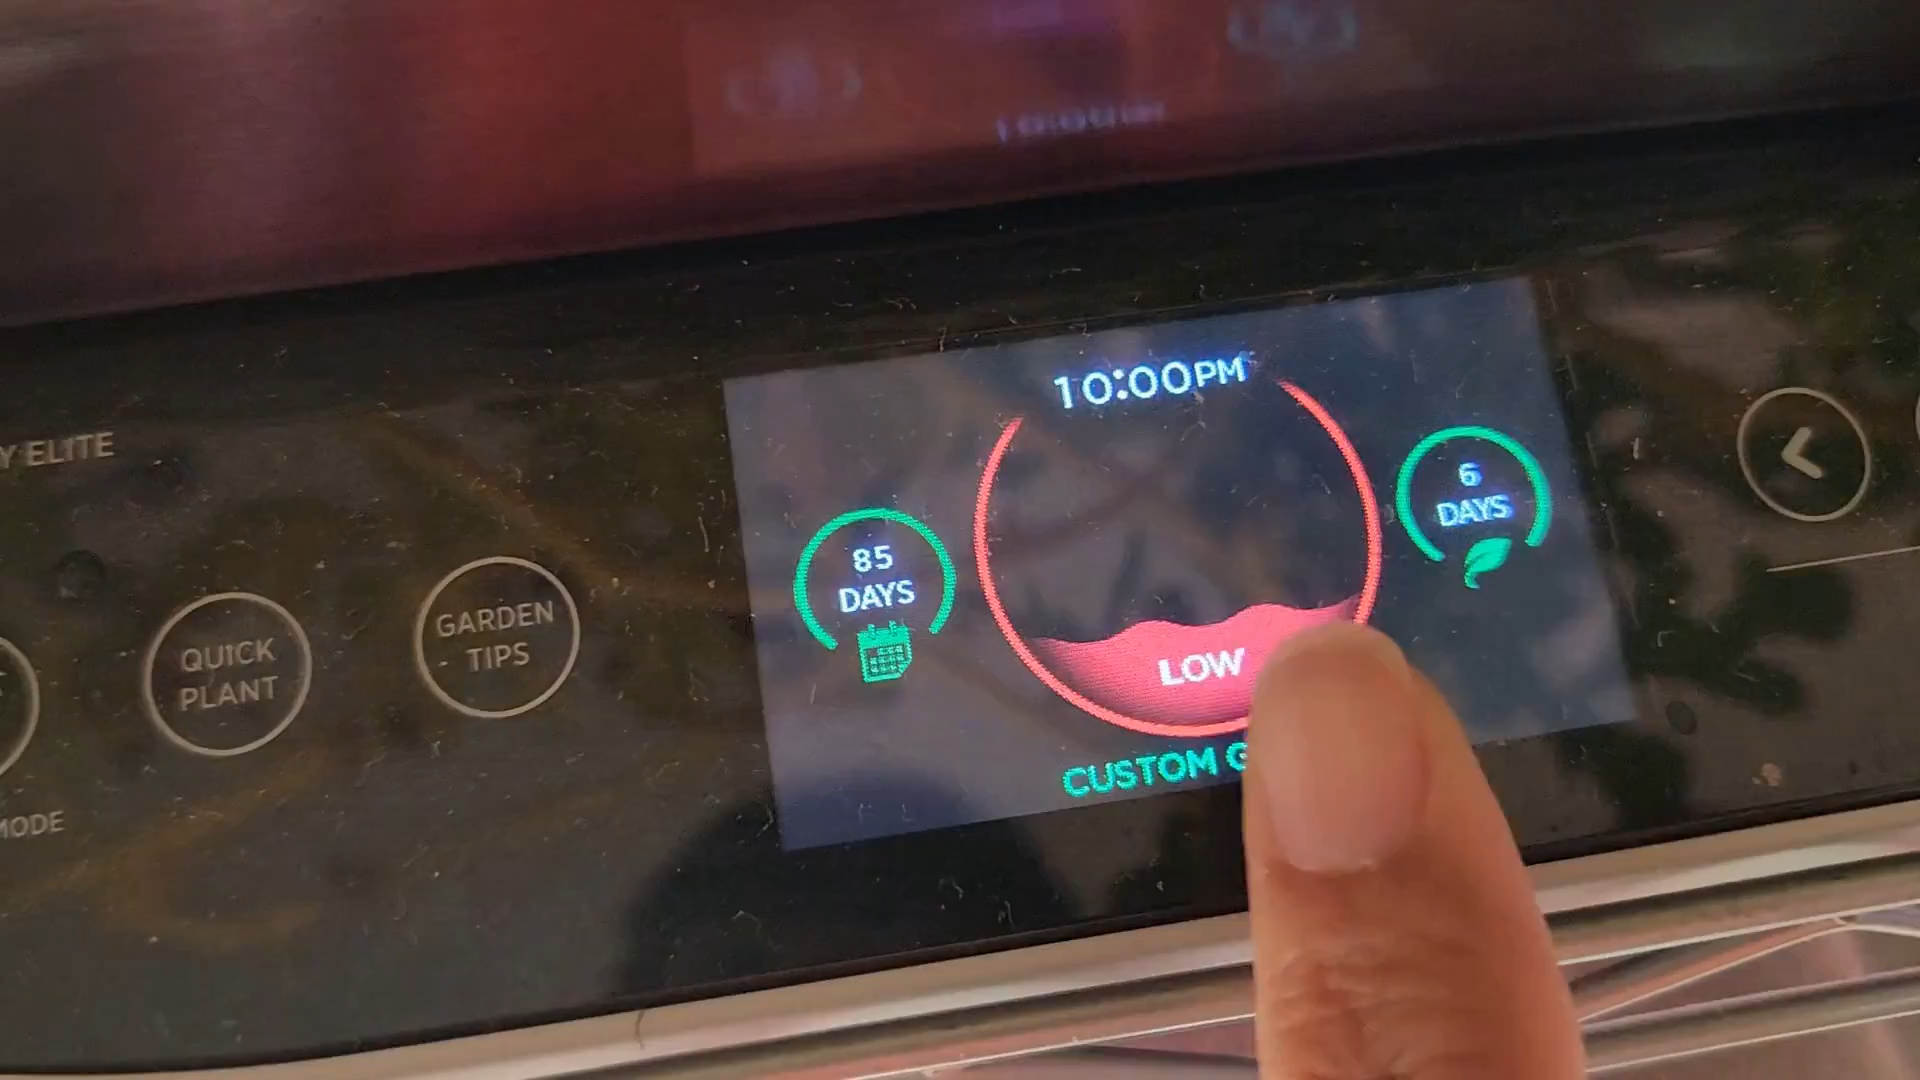 Y ELITE
QUICK
PLANT
GARDEN
TIPS
MODE
10:00PM
85
DAYS
6
DAYS
LOW
CUSTOM G